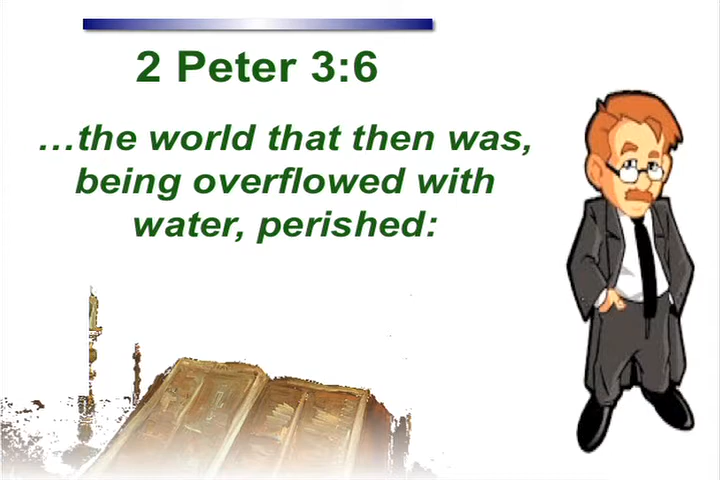 2 Peter 3:6
…the world that then was,
being overflowed with
water, perished: